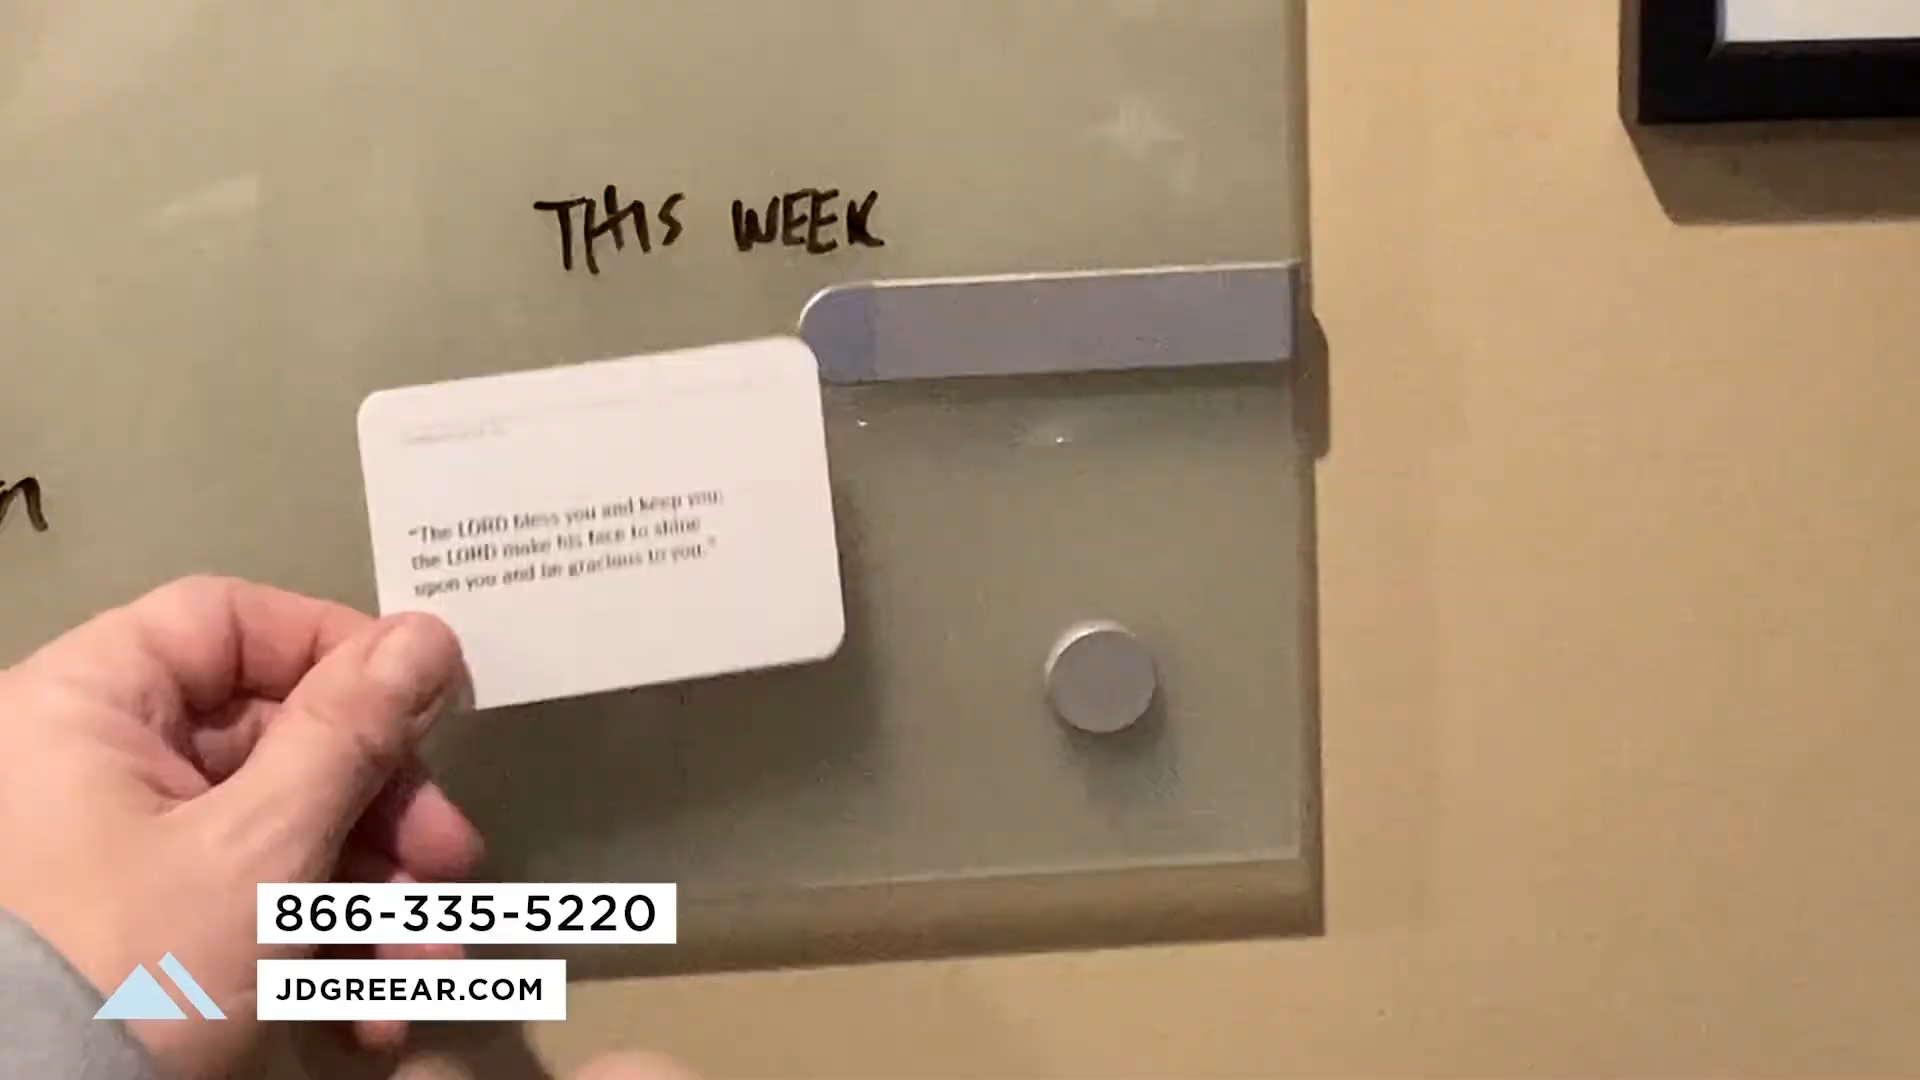 THIS WEEK
"The LORD bless you and keep you;
the LORD make his face to shine
upon you and be gracious to you."
866-335-5220
JDGREEAR.COM